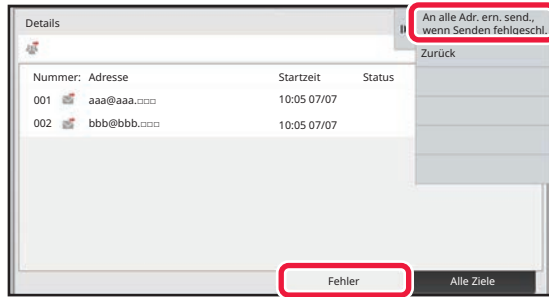 Details
An alle Adr. ern. send.,
wenn Senden fehlgeschl.
Zurück
Nummer: Adresse Startzeit Status
001 aaa@aaa.□□□ 10:05 07/07
002 bbb@bbb.□□□ 10:05 07/07
Fehler Alle Ziele